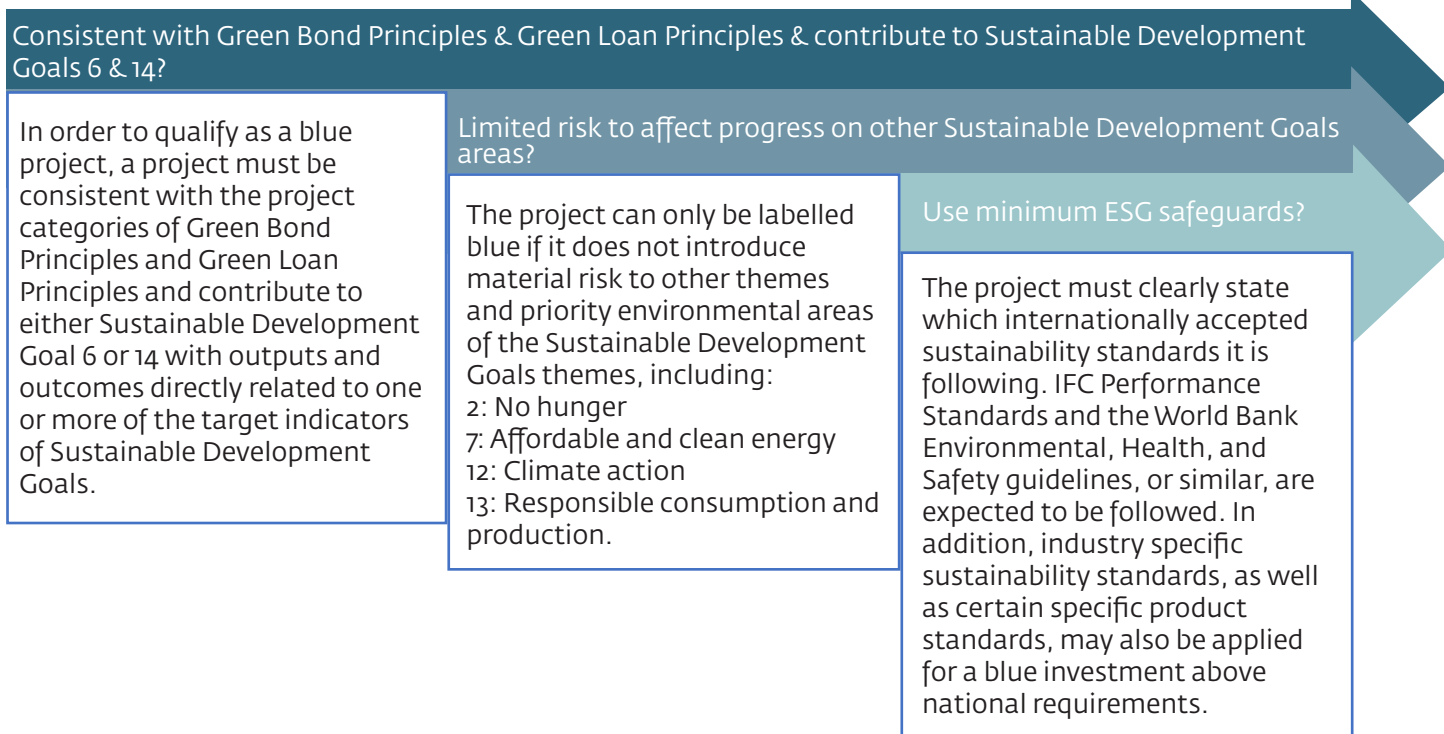 Consistent with Green Bond Principles & Green Loan Principles & contribute to Sustainable Development
Goals 6 & 14?
In order to qualify as a blue
project, a project must be
consistent with the project
categories of Green Bond
Principles and Green Loan
Principles and contribute to
either Sustainable Development
Goal 6 or 14 with outputs and
outcomes directly related to one
or more of the target indicators
of Sustainable Development
Goals.
Limited risk to affect progress on other Sustainable Development Goals
areas?
The project can only be labelled
blue if it does not introduce
material risk to other themes
and priority environmental areas
of the Sustainable Development
Goals themes, including:
2: No hunger
7: Affordable and clean energy
12: Climate action
13: Responsible consumption and
production.
Use minimum ESG safeguards?
The project must clearly state
which internationally accepted
sustainability standards it is
following. IFC Performance
Standards and the World Bank
Environmental, Health, and
Safety guidelines, or similar, are
expected to be followed. In
addition, industry specific
sustainability standards, as well
as certain specific product
standards, may also be applied
for a blue investment above
national requirements.